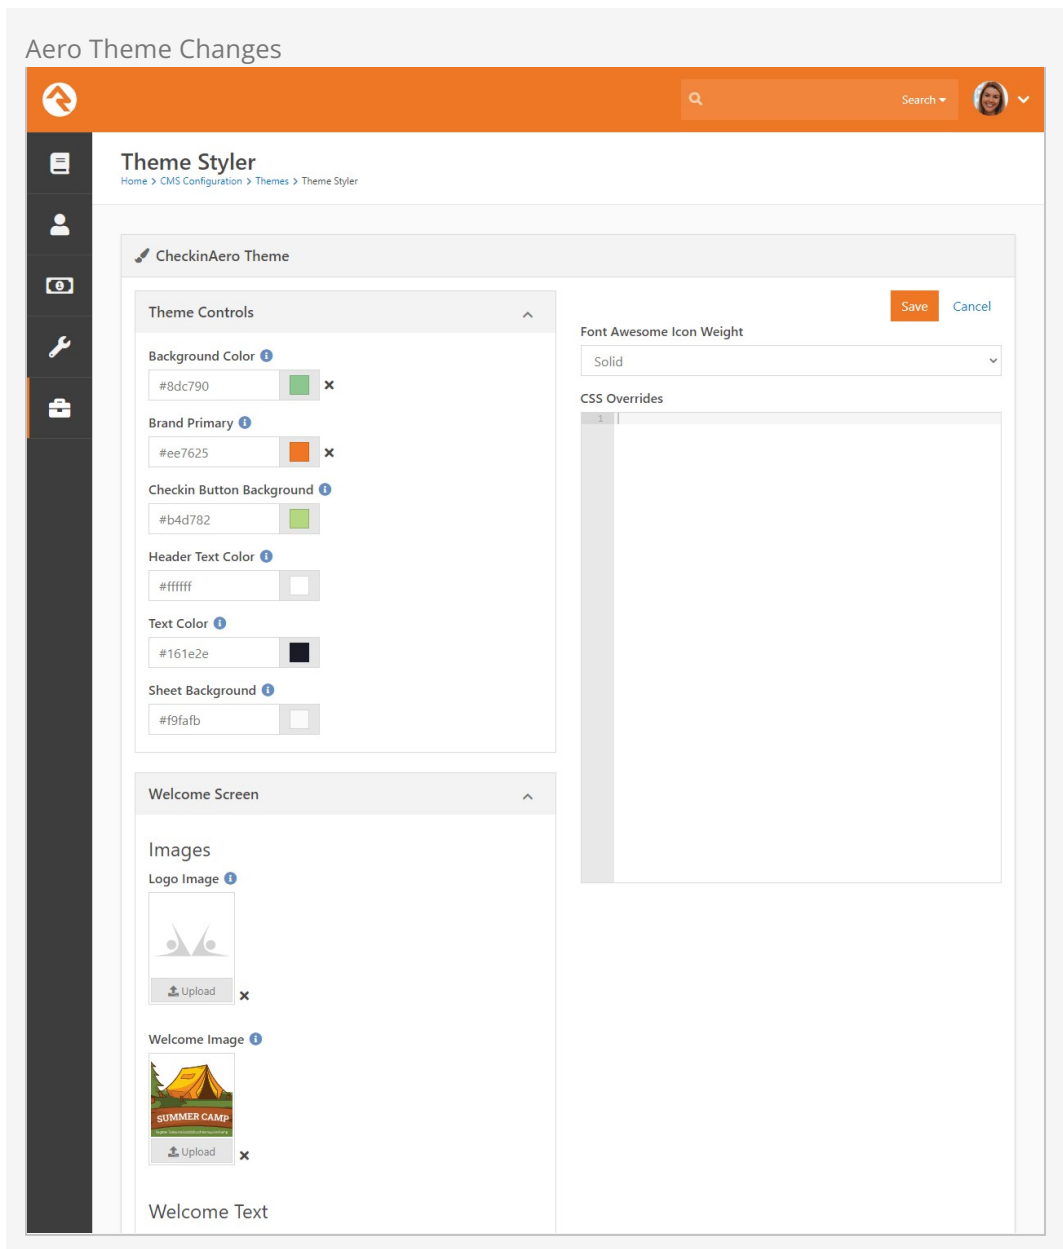 Aero Theme Changes
Search
Theme Styler
Home > CMS Configuration > Themes > Theme Styler
CheckinAero Theme
Theme Controls
Background Color
#8dc790
Brand Primary
#ee7625
Checkin Button Background
#b4d782
Header Text Color
#ffffff
Text Color
#161e2e
Sheet Background
#f9fafb
Save Cancel
Font Awesome Icon Weight
Solid
CSS Overrides
1
Welcome Screen
Images
Logo Image
Upload
Welcome Image
SUMMER CAMP
Upload
Welcome Text